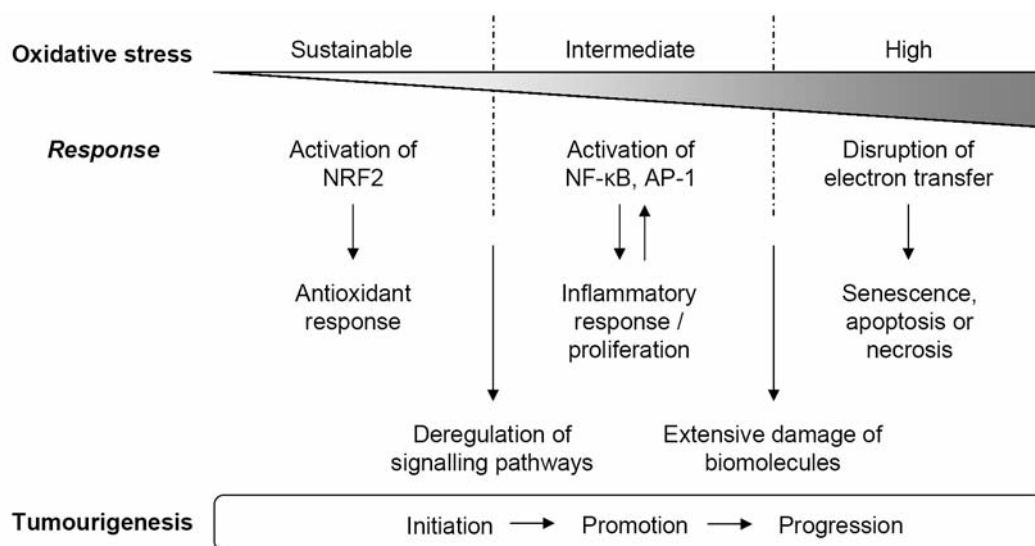 Oxidative stress
Sustainable
Intermediate
High
Response
Activation of
NRF2
Activation of
NF-κB, AP-1
Disruption of
electron transfer
Antioxidant
response
Inflammatory
response /
proliferation
Senescence,
apoptosis or
necrosis
Deregulation of
signalling pathways
Extensive damage of
biomolecules
Tumourigenesis
Initiation → Promotion → Progression